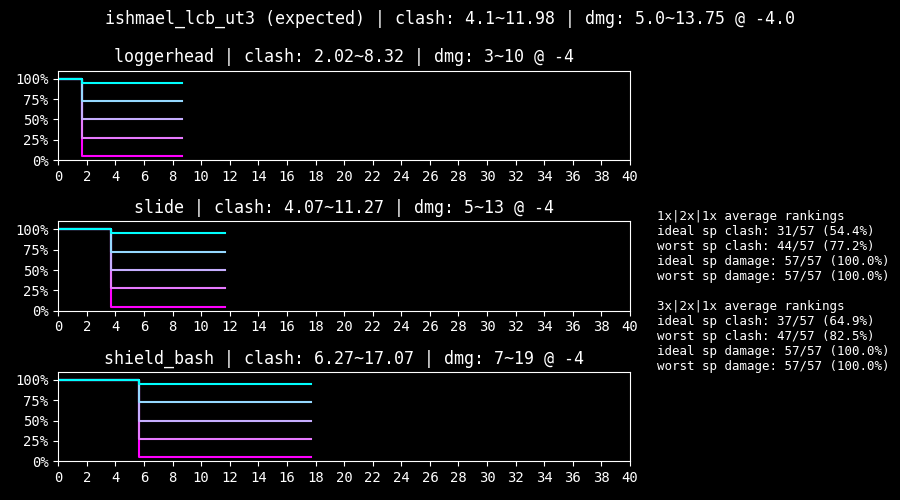 ishmael_lcb_ut3 (expected) | clash: 4.1~11.98 | dmg: 5.0~13.75 @ -4.0
loggerhead | clash: 2.02~8.32 | dmg: 3~10 @ -4
100%
75%
50%
25%
0%
0 2 4 6 8 10 12 14 16 18 20 22 24 26 28 30 32 34 36 38 40
slide | clash: 4.07~11.27 | dmg: 5~13 @ -4
100%
75%
50%
25%
0%
0 2 4 6 8 10 12 14 16 18 20 22 24 26 28 30 32 34 36 38 40
shield_bash | clash: 6.27~17.07 | dmg: 7~19 @ -4
100%
75%
50%
25%
0%
0 2 4 6 8 10 12 14 16 18 20 22 24 26 28 30 32 34 36 38 40
1x|2x|1x average rankings
ideal sp clash: 31/57 (54.4%)
worst sp clash: 44/57 (77.2%)
ideal sp damage: 57/57 (100.0%)
worst sp damage: 57/57 (100.0%)
3x|2x|1x average rankings
ideal sp clash: 37/57 (64.9%)
worst sp clash: 47/57 (82.5%)
ideal sp damage: 57/57 (100.0%)
worst sp damage: 57/57 (100.0%)